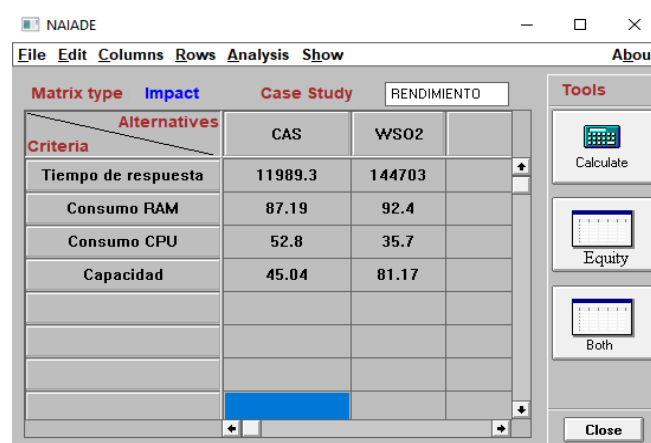 NAIADE
File Edit Columns Rows Analysis Show Abou
Matrix type Impact Case Study RENDIMIENTO Tools
Alternatives
Criteria
CAS WSO2
Tiempo de respuesta 11989.3 144703
Consumo RAM 87.19 92.4
Consumo CPU 52.8 35.7
Capacidad 45.04 81.17
Calculate
Equity
Both
Close